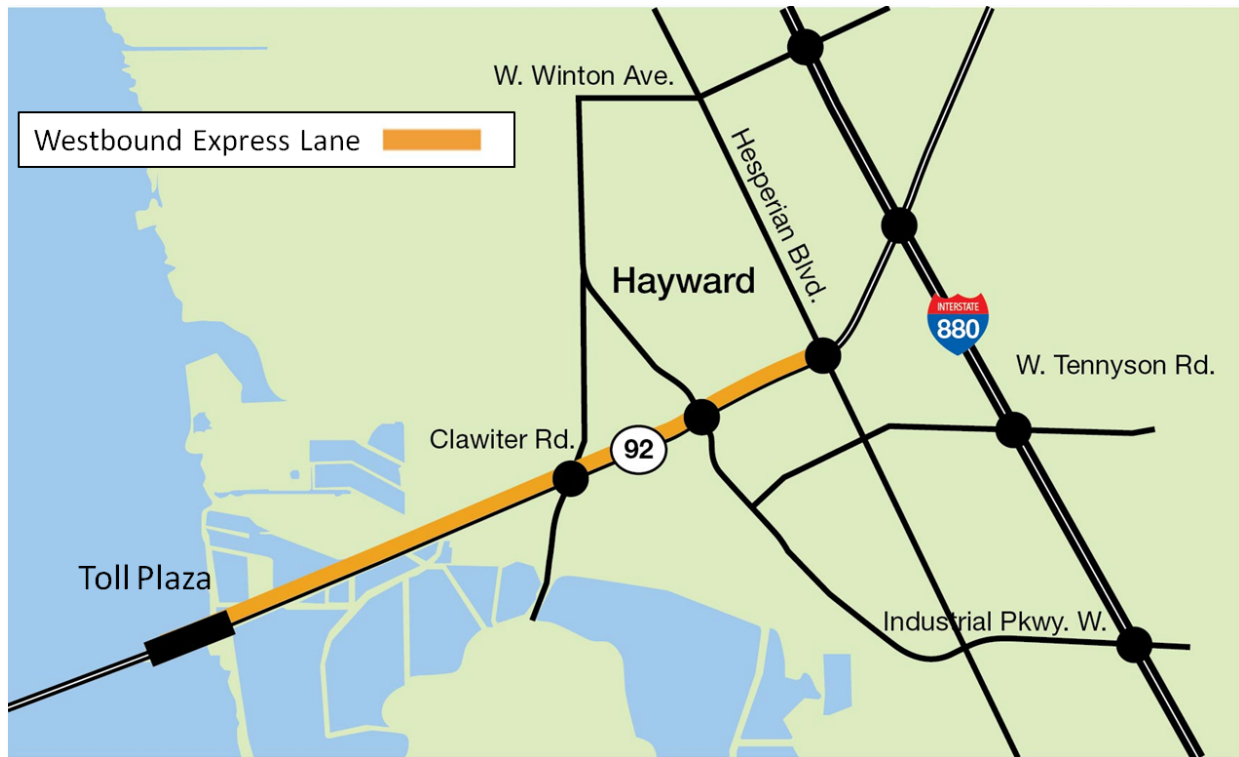 W. Winton Ave.
Westbound Express Lane
Hesperian Blvd.
Hayward
INTERSTATE
880
W. Tennyson Rd.
Clawiter Rd.
92
Toll Plaza
Industrial Pkwy. W.